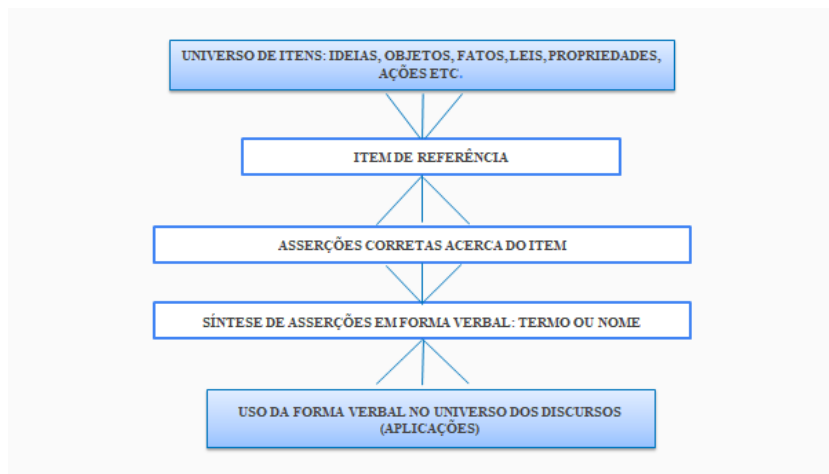 UNIVERSO DE ITENS: IDEIAS, OBJETOS, FATOS, LEIS, PROPRIEDADES,
AÇÕES ETC.
ITEM DE REFERÊNCIA
ASSERÇÕES CORRETAS ACERCA DO ITEM
SÍNTESE DE ASSERÇÕES EM FORMA VERBAL: TERMO OU NOME
USO DA FORMA VERBAL NO UNIVERSO DOS DISCURSOS
(APLICAÇÕES)